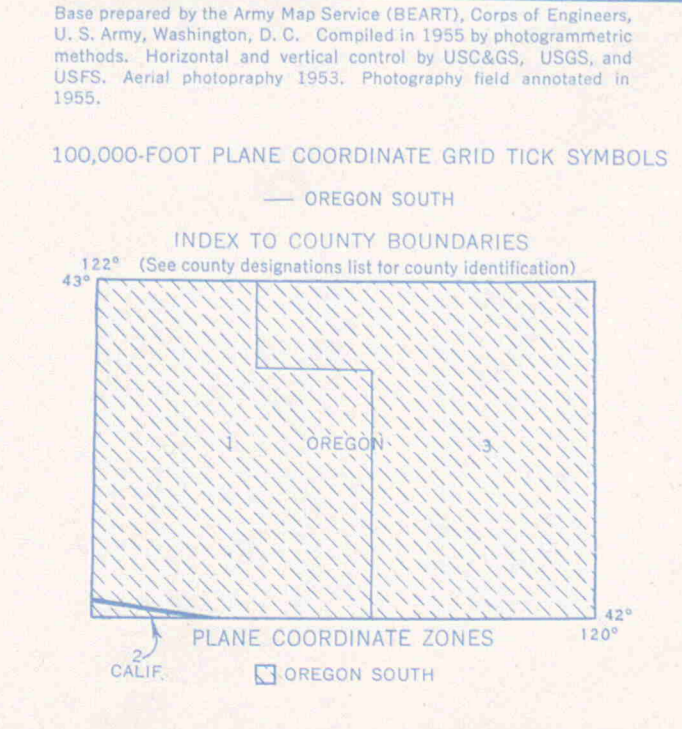 Base prepared by the Army Map Service (BEART), Corps of Engineers,
U. S. Army, Washington, D. C. Compiled in 1955 by photogrammetric
methods. Horizontal and vertical control by USC&GS, USGS, and
USFS. Aerial photopraphy 1953. Photography field annotated in
1955.
100,000-FOOT PLANE COORDINATE GRID TICK SYMBOLS
OREGON SOUTH
INDEX TO COUNTY BOUNDARIES
122° (See county designations list for county identification)
43°
1 OREGON 3
42°
120°
PLANE COORDINATE ZONES
2
CALIF.
OREGON SOUTH